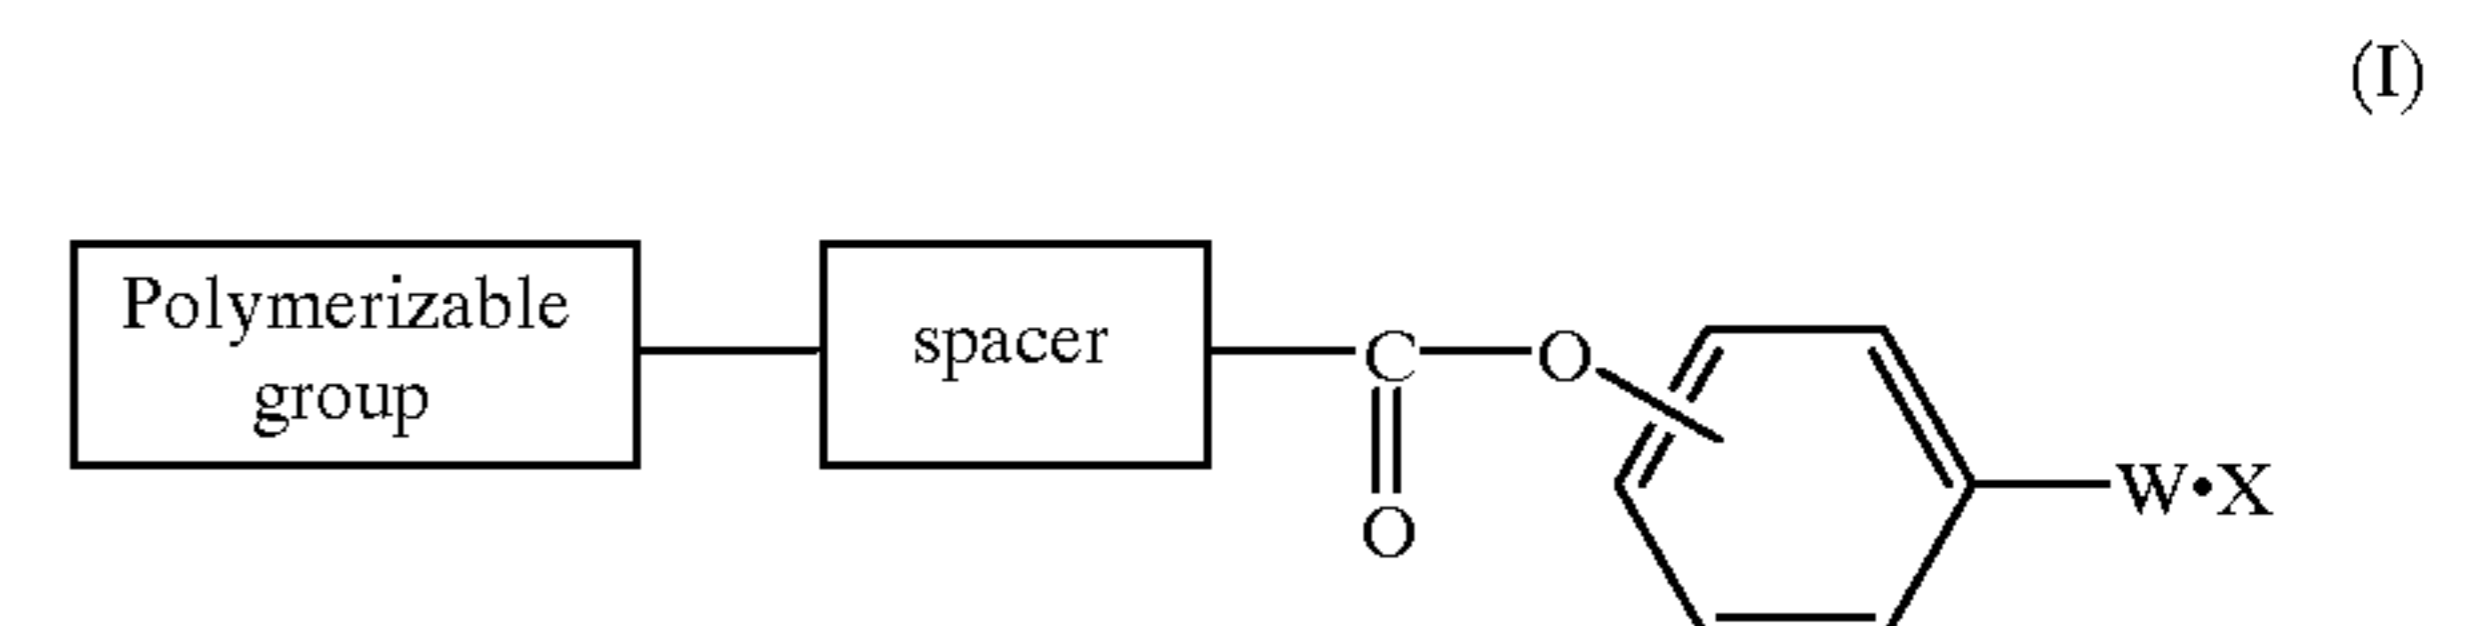 (I)
Polymerizable
group
spacer
C
O
O
W•X